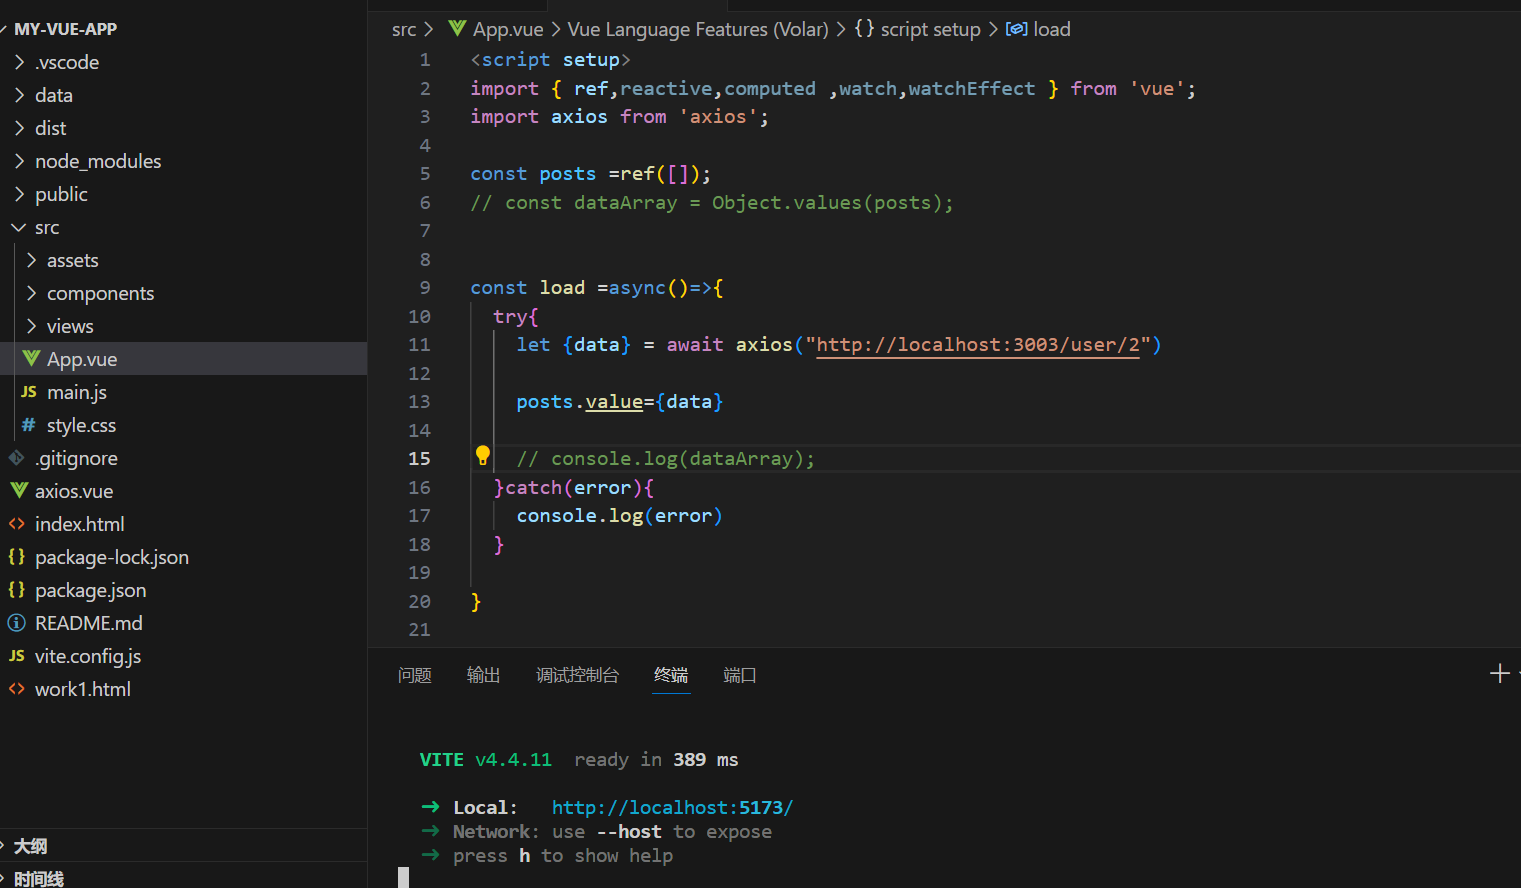 MY-VUE-APP
.vscode
data
dist
node_modules
public
src
assets
components
views
App.vue
JS main.js
# style.css
.gitignore
axios.vue
<> index.html
{} package-lock.json
{} package.json
README.md
JS vite.config.js
<> work1.html
大纲
时间线
src > App.vue > Vue Language Features (Volar) > {} script setup > load
1 <script setup>
2 import { ref,reactive,computed ,watch,watchEffect } from 'vue';
3 import axios from 'axios';
4
5 const posts =ref([]);
6 // const dataArray = Object.values(posts);
7
8
9 const load =async()=>{
10 try{
11 let {data} = await axios("http://localhost:3003/user/2")
12
13 posts.value={data}
14
15 // console.log(dataArray);
16 }catch(error){
17 console.log(error)
18 }
19
20 }
21
问题 输出 调试控制台 终端 端口
VITE v4.4.11 ready in 389 ms
➜ Local: http://localhost:5173/
➜ Network: use --host to expose
➜ press h to show help